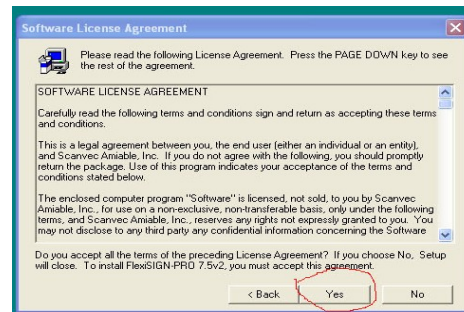 Software License Agreement
Please read the following License Agreement. Press the PAGE DOWN key to see
the rest of the agreement.
SOFTWARE LICENSE AGREEMENT
Carefully read the following terms and conditions sign and return as accepting these terms
and conditions.
This is a legal agreement between you, the end user (either an individual or an entity),
and Scanvec Amiable, Inc. If you do not agree with the following, you should promptly
return the package. Use of this program indicates your acceptance of the terms and
conditions stated below.
The enclosed computer program "Software" is licensed, not sold, to you by Scanvec
Amiable, Inc., for use on a non-exclusive, non-transferable basis, only under the following
terms, and Scanvec Amiable, Inc., reserves any rights not expressly granted to you. You
may not disclose to any third party any confidential information concerning the Software
Do you accept all the terms of the preceding License Agreement? If you choose No, Setup
will close. To install FlexiSIGN-PRO 7.5v2, you must accept this agreement.
< Back
Yes
No